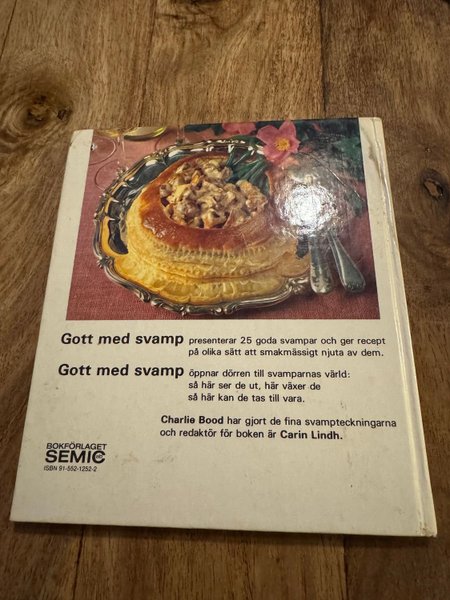 Gott med svamp presenterar 25 goda svampar och ger recept
på olika sätt att smakmässigt njuta av dem.
Gott med svamp öppnar dörren till svamparnas värld:
så här ser de ut, här växer de
så här kan de tas till vara.
Charlie Bood har gjort de fina svampteckningarna
och redaktör för boken är Carin Lindh.
BOKFÖRLAGET
SEMIC
ISBN 91-552-1252-2